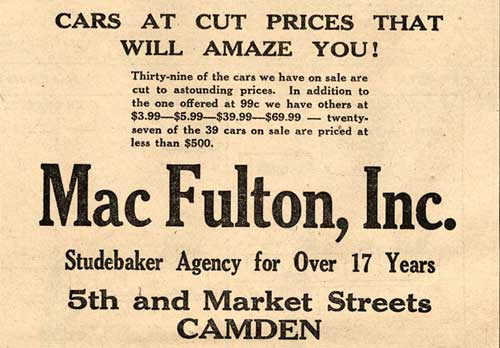 CARS AT CUT PRICES THAT
WILL AMAZE YOU!
Thirty-nine of the cars we have on sale are
cut to astounding prices. In addition to
the one offered at 99c we have others at
$3.99—$5.99—$39.99—$69.99 — twenty-
seven of the 39 cars on sale are priced at
less than $500.
Mac Fulton, Inc.
Studebaker Agency for Over 17 Years
5th and Market Streets
CAMDEN